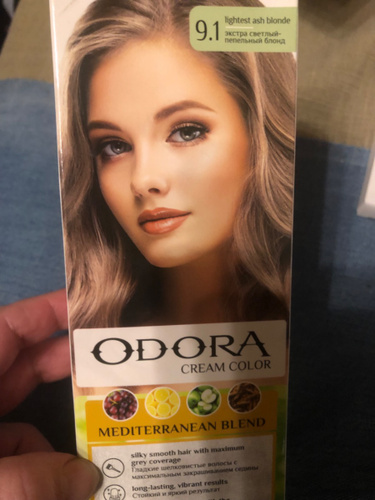 9.1
lightest ash blonde
экстра светлый-
пепельный блонд
ODORA
CREAM COLOR
MEDITERRANEAN BLEND
silky smooth hair with maximum
grey coverage
Гладкие шелковистые волосы с
максимальным закрашиванием седины
long-lasting, vibrant results
Стойкий и яркий результат